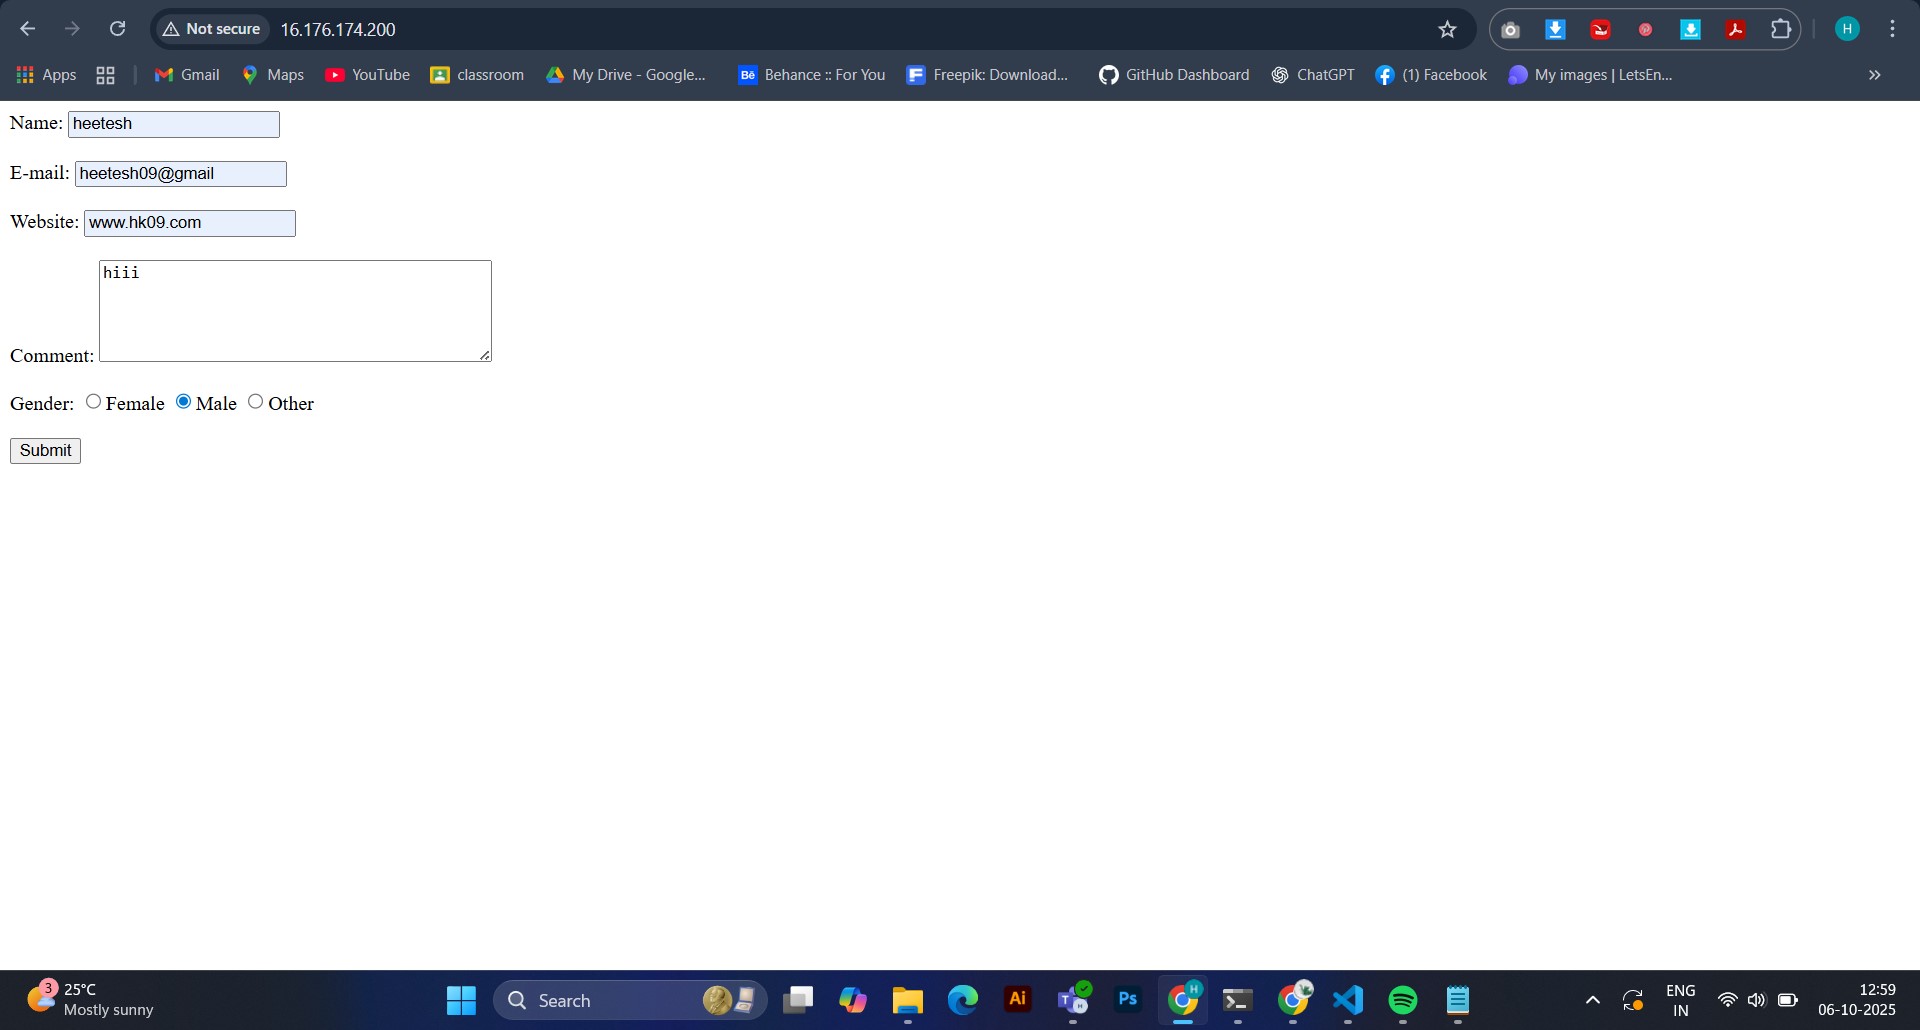 Not secure 16.176.174.200 H
Apps Gmail Maps YouTube classroom My Drive - Google... Bē Behance :: For You Freepik: Download... GitHub Dashboard ChatGPT (1) Facebook My images | LetsEn... »
Name: heetesh
E-mail: heetesh09@gmail
Website: www.hk09.com
hiii
Comment:
Gender: Female Male Other
Submit
3 25°C
Mostly sunny
Search
Ai
Ps
H
ENG
IN
12:59
06-10-2025